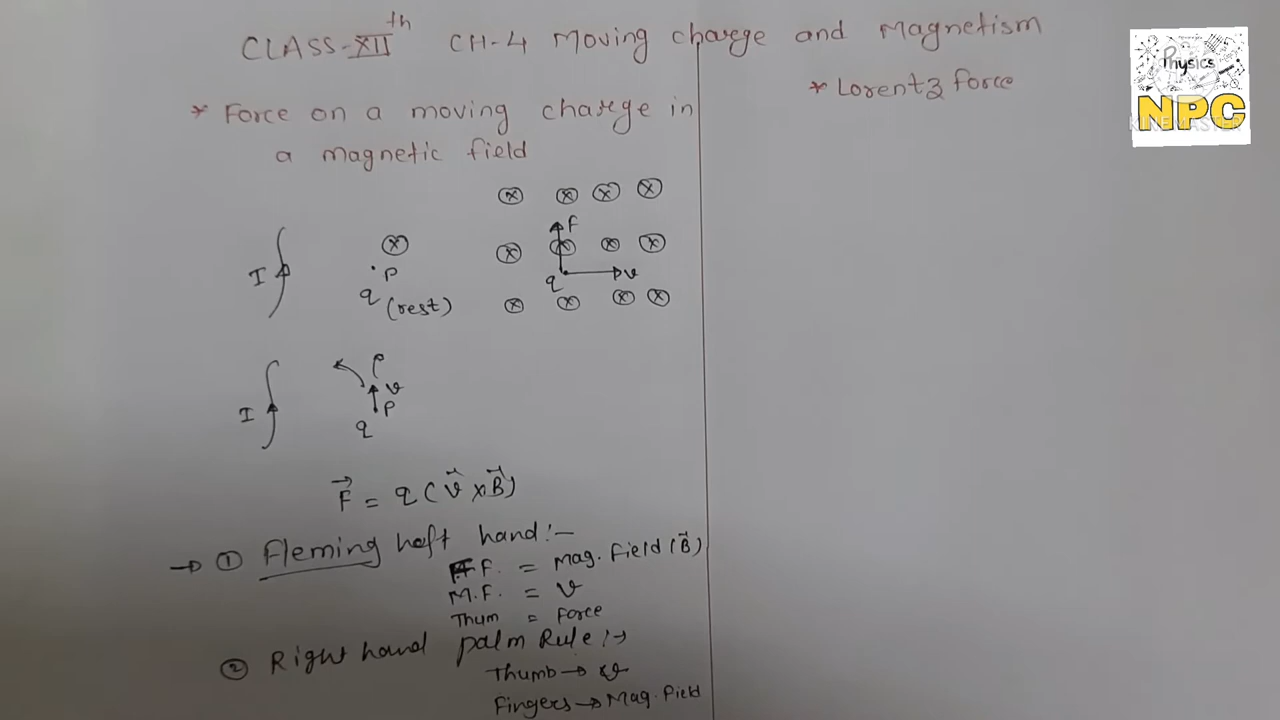 CLASS-XIIth CH-4 Moving charge and Magnetism
* Force on a moving charge in
a magnetic field
I
P
q (rest)
F
q
v
I
P
v
P
q
F = q (v × B)
→ ① Fleming Left hand :-
F. = Mag. Field (B)
M.F. = v
Thum = Force
② Right hand palm Rule :→
Thumb → v
Fingers → Mag. Field
* Lorentz force
Physics
NPC
KINEMASTER